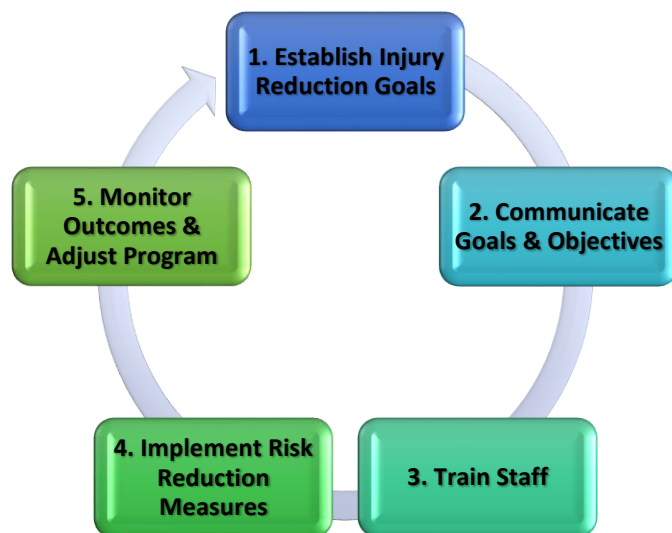 1. Establish Injury
Reduction Goals
2. Communicate
Goals & Objectives
3. Train Staff
4. Implement Risk
Reduction
Measures
5. Monitor
Outcomes &
Adjust Program